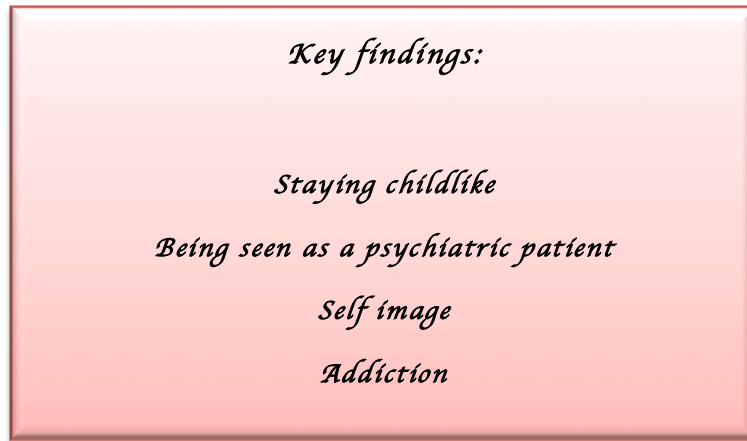 Key findings:
Staying childlike
Being seen as a psychiatric patient
Self image
Addiction